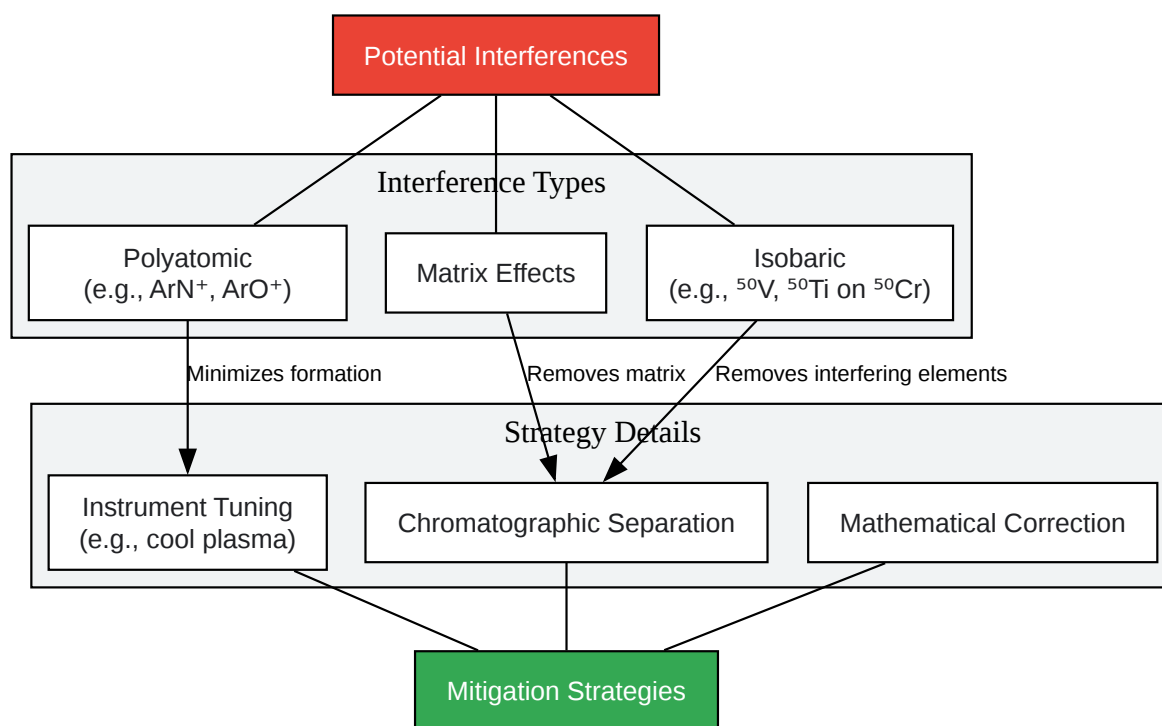 Potential Interferences
Interference Types
Polyatomic
(e.g., ArN⁺, ArO⁺)
Matrix Effects
Isobaric
(e.g., ⁵⁰V, ⁵⁰Ti on ⁵⁰Cr)
Minimizes formation
Removes matrix
Removes interfering elements
Strategy Details
Instrument Tuning
(e.g., cool plasma)
Chromatographic Separation
Mathematical Correction
Mitigation Strategies